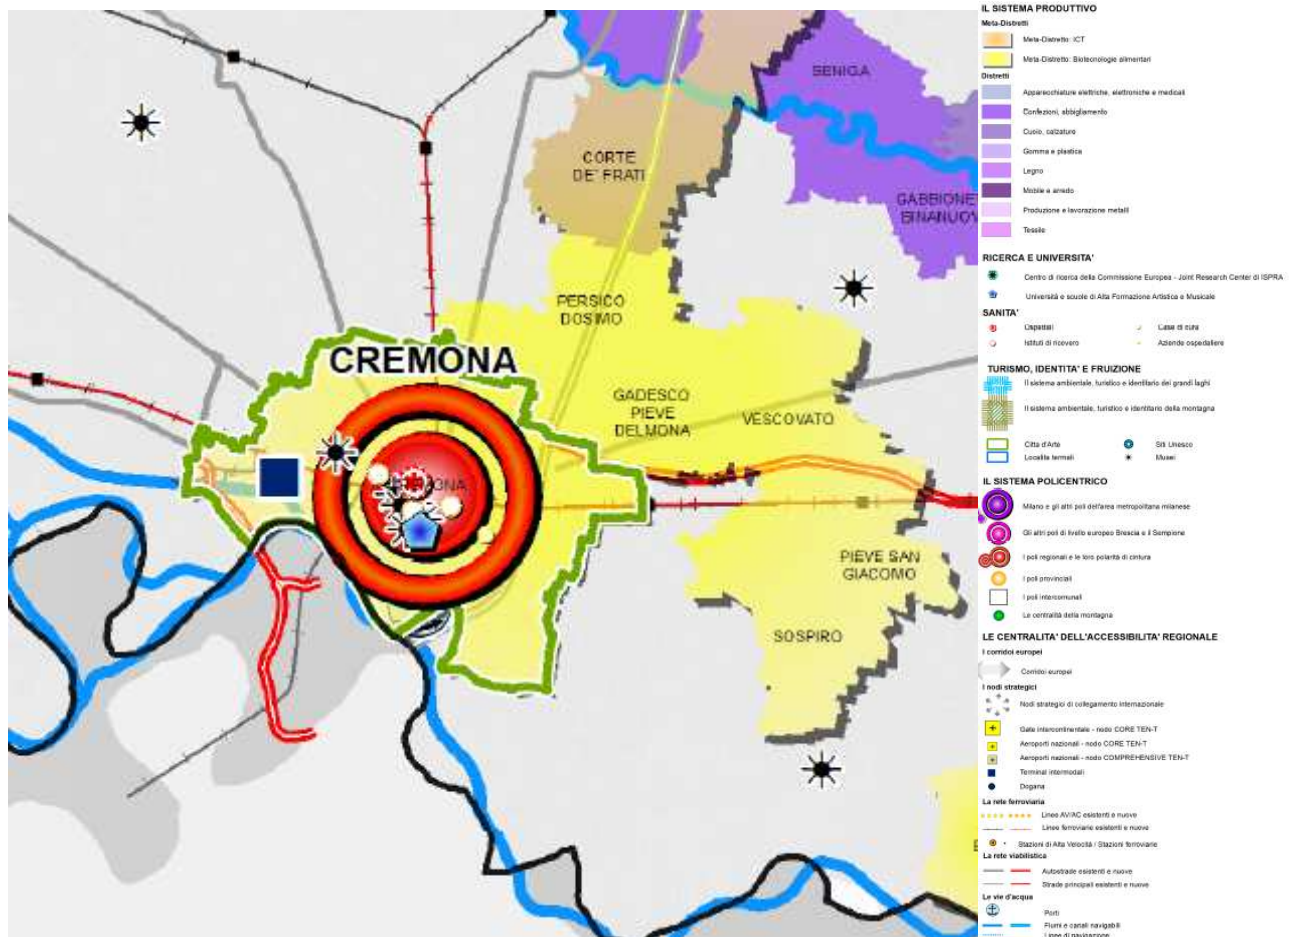 SENIGA
CORTE
DE' FRATI
GABBIONE
BINANUOV
PERSICO
DOSIMO
CREMONA
GADESCO
PIEVE
DELMONA
VESCOVATO
PIEVE SAN
GIACOMO
SOSPIRO
IL SISTEMA PRODUTTIVO
Meta-Distretti
Meta-Distretto: ICT
Meta-Distretto: Biotecnologie alimentari
Distretti
Apparecchiature elettriche, elettroniche e medicali
Confezioni, abbigliamento
Cuoio, calzature
Gomma e plastica
Legno
Mobile e arredo
Produzione e lavorazione metalli
Tessile
RICERCA E UNIVERSITA'
Centro di ricerca della Commissione Europea - Joint Research Center di ISPRA
Università e scuole di Alta Formazione Artistica e Musicale
SANITA'
Ospedali Case di cura
Istituti di ricovero Aziende ospedaliere
TURISMO, IDENTITA' E FRUIZIONE
Il sistema ambientale, turistico e identitario dei grandi laghi
Il sistema ambientale, turistico e identitario della montagna
Citta d'Arte Siti Unesco
Localita termali Musei
IL SISTEMA POLICENTRICO
Milano e gli altri poli dell'area metropolitana milanese
Gli altri poli di livello europeo Brescia e il Sempione
I poli regionali e le loro polarità di cintura
I poli provinciali
I poli intercomunali
Le centralità della montagna
LE CENTRALITA' DELL'ACCESSIBILITA' REGIONALE
I corridoi europei
Corridoi europei
I nodi strategici
Nodi strategici di collegamento internazionale
Gate intercontinentale - nodo CORE TEN-T
Aeroporti nazionali - nodo CORE TEN-T
Aeroporti nazionali - nodo COMPREHENSIVE TEN-T
Terminal intermodali
Dogana
La rete ferroviaria
Linee AV/AC esistenti e nuove
Linee ferroviarie esistenti e nuove
Stazioni di Alta Velocità / Stazioni ferroviarie
La rete viabilistica
Autostrade esistenti e nuove
Strade principali esistenti e nuove
Le vie d'acqua
Porti
Fiumi e canali navigabili
Linee di navigazione